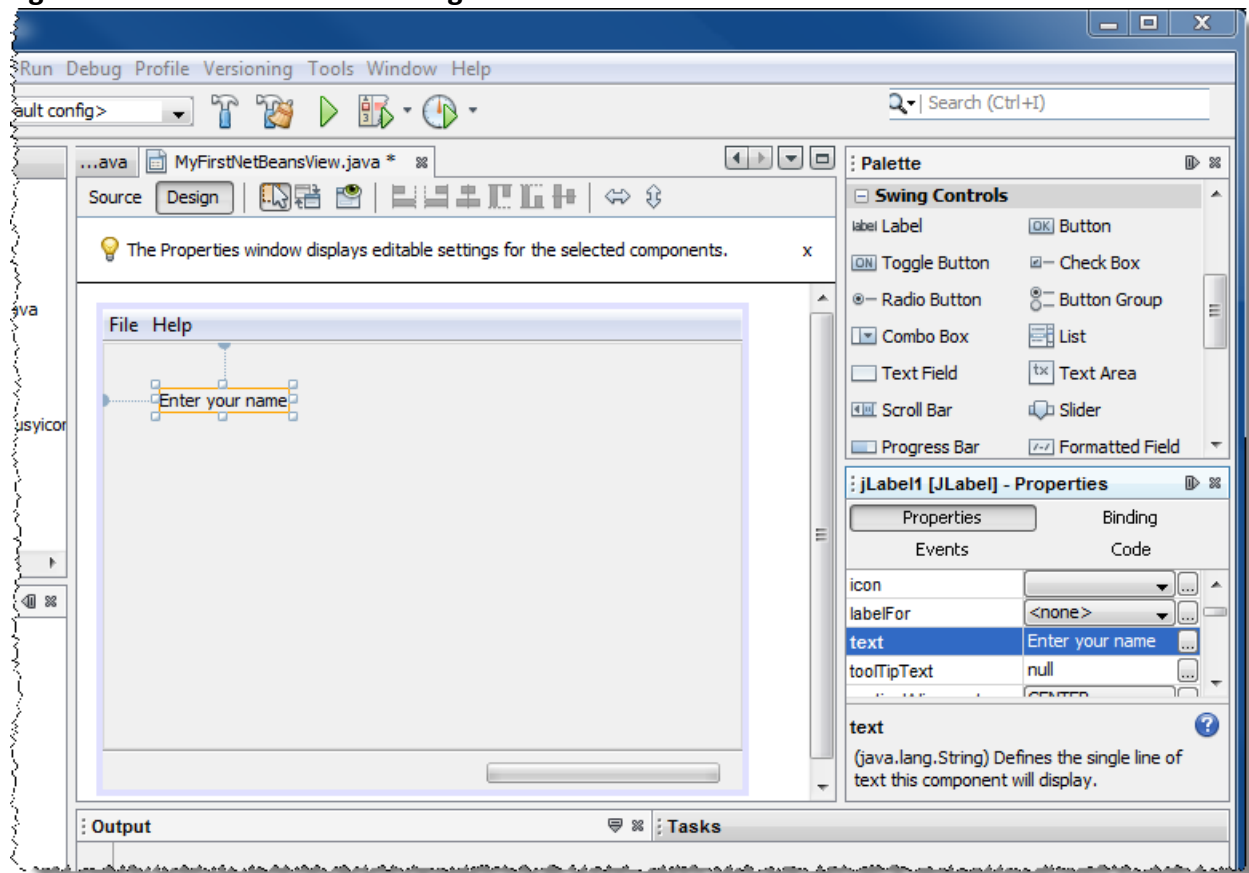 Run Debug Profile Versioning Tools Window Help
ault config>
Search (Ctrl+I)
...ava MyFirstNetBeansView.java *
Source Design
The Properties window displays editable settings for the selected components. x
File Help
Enter your name
ava
usyicon
Palette
Swing Controls
label Label OK Button
ON Toggle Button Check Box
Radio Button Button Group
Combo Box List
Text Field tx Text Area
Scroll Bar Slider
Progress Bar Formatted Field
jLabel1 [JLabel] - Properties
Properties Binding
Events Code
icon ...
labelFor <none> ...
text Enter your name ...
toolTipText null ...
CENTER
text
(java.lang.String) Defines the single line of
text this component will display.
Output Tasks